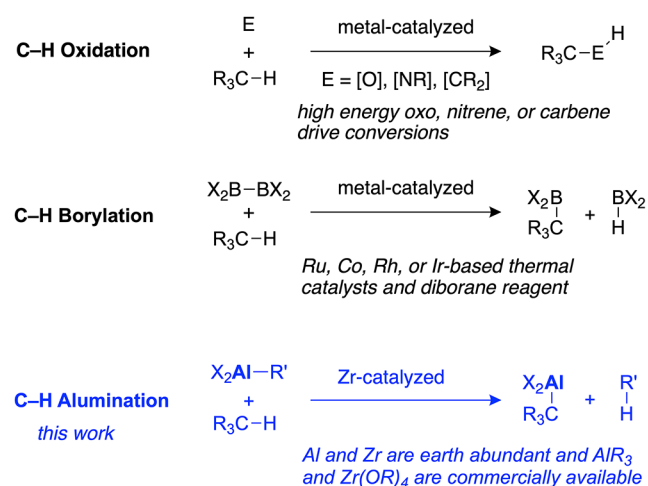 E
metal-catalyzed
H
C–H Oxidation
+
R₃C–E
R₃C–H
E = [O], [NR], [CR₂]
high energy oxo, nitrene, or carbene
drive conversions
X₂B–BX₂
metal-catalyzed
X₂B
BX₂
C–H Borylation
+
+
R₃C–H
R₃C
H
Ru, Co, Rh, or Ir-based thermal
catalysts and diborane reagent
X₂Al–R'
Zr-catalyzed
X₂Al
R'
C–H Alumination
+
+
this work
R₃C–H
R₃C
H
Al and Zr are earth abundant and AlR₃
and Zr(OR)₄ are commercially available